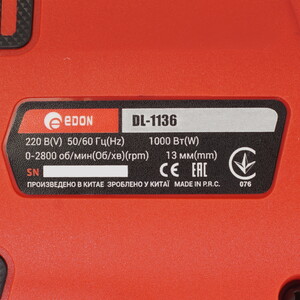 EDON DL-1136
220 В(V) 50/60 Гц(Hz) 1000 Вт(W)
0-2800 об/мин(Об/хв)(rpm) 13 мм(mm)
SN CE EAC 076
ПРОИЗВЕДЕНО В КИТАЕ ЗРОБЛЕНО У КИТАЇ MADE IN P.R.C.